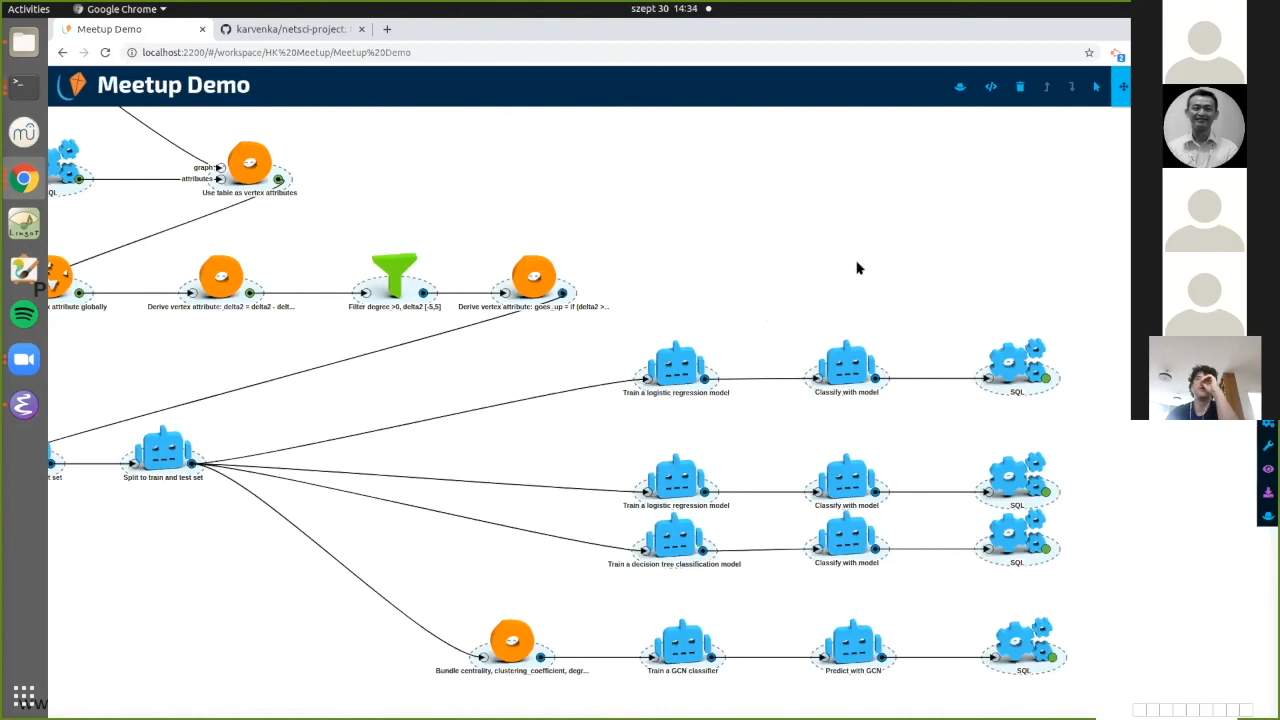 Activities Google Chrome szept 30 14:34
Meetup Demo karvenka/netsci-project:
localhost:2200/#/workspace/HK%20Meetup/Meetup%20Demo
Meetup Demo
graph
attributes
SQL
Use table as vertex attributes
attribute globally
Derive vertex attribute: delta2 = delta2 - delt...
Filter degree >0, delta2 [-5,5]
Derive vertex attribute: goes_up = if (delta2 >...
Train a logistic regression model
Classify with model
SQL
t set
Split to train and test set
Train a logistic regression model
Classify with model
SQL
Train a decision tree classification model
Classify with model
SQL
Bundle centrality, clustering_coefficient, degr...
Train a GCN classifier
Predict with GCN
SQL